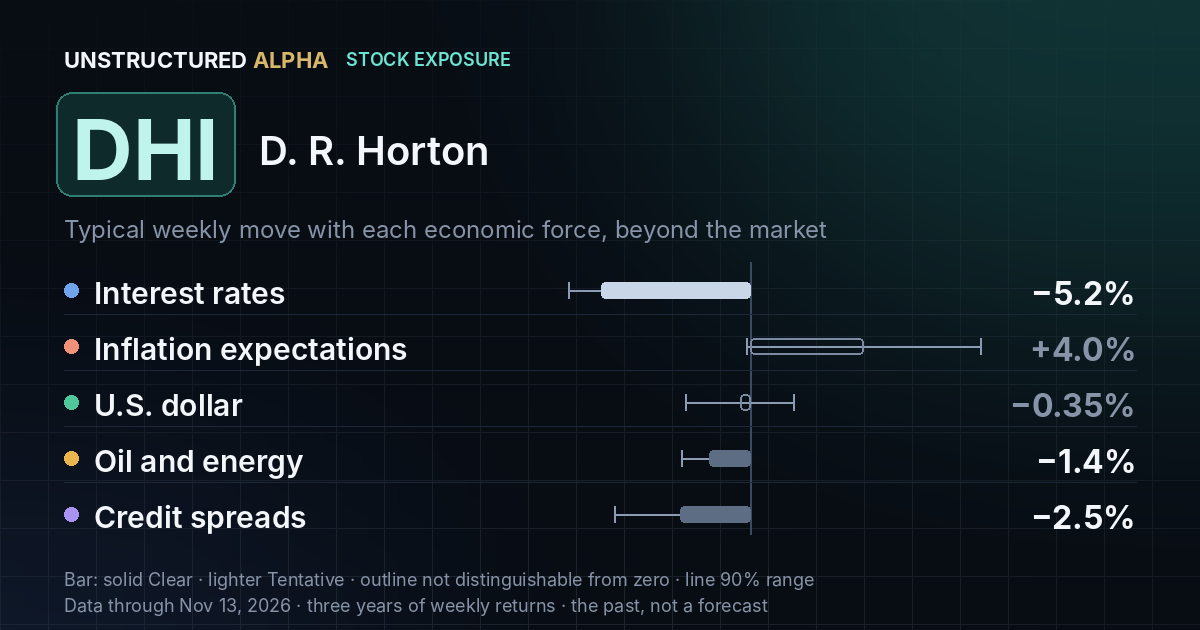 UNSTRUCTURED ALPHA STOCK EXPOSURE
DHI D. R. Horton
Typical weekly move with each economic force, beyond the market
Interest rates −5.2%
Inflation expectations +4.0%
U.S. dollar −0.35%
Oil and energy −1.4%
Credit spreads −2.5%
Bar: solid Clear · lighter Tentative · outline not distinguishable from zero · line 90% range
Data through Nov 13, 2026 · three years of weekly returns · the past, not a forecast